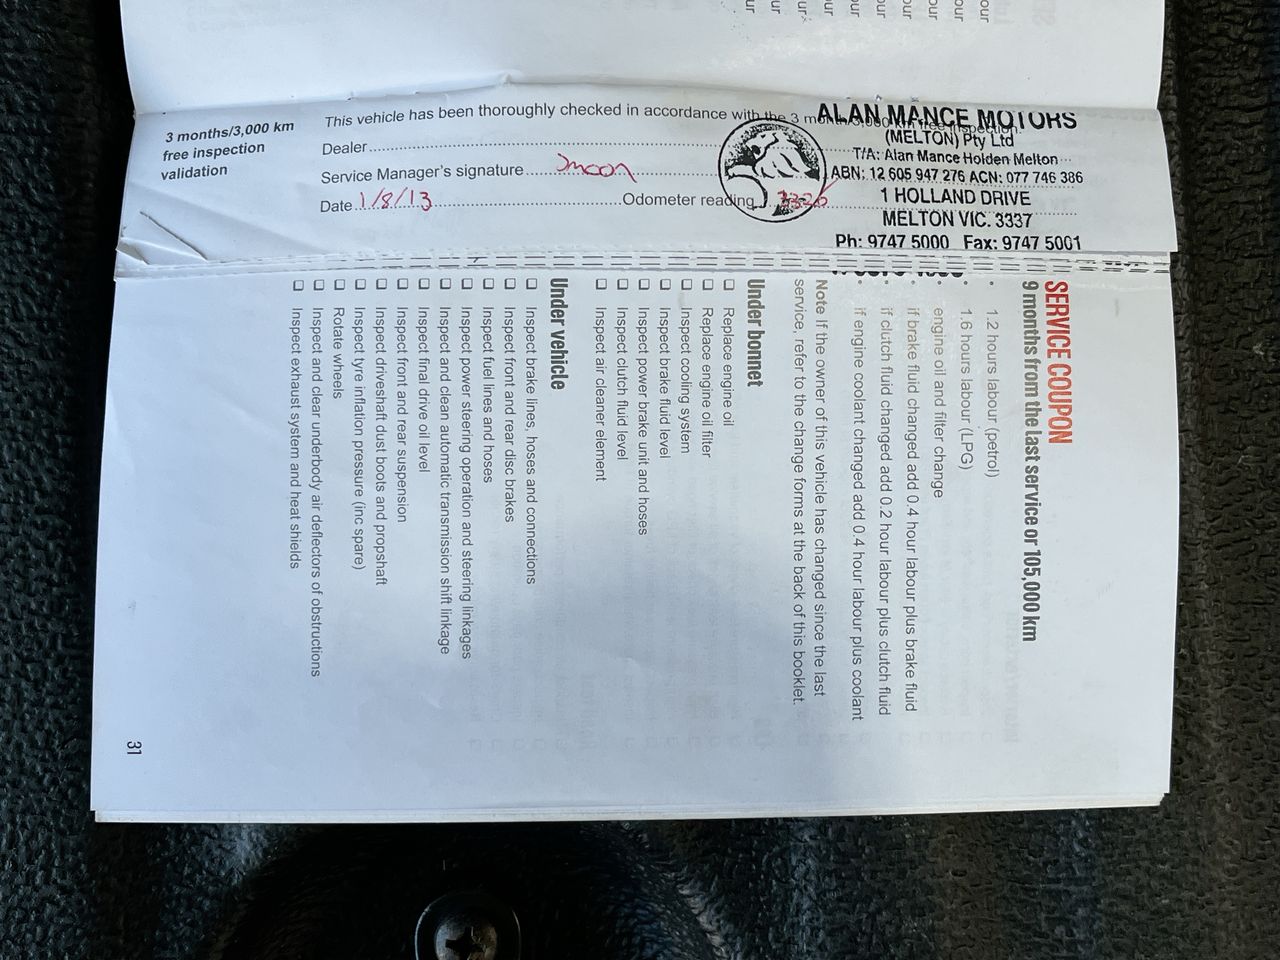 3 months/3,000 km
free inspection
validation
This vehicle has been thoroughly checked in accordance with the 3 months/3,000 km free inspection.
Dealer
Service Manager's signature
Date 1/8/13 Odometer reading 3326
ALAN MANCE MOTORS
(MELTON) Pty Ltd
T/A: Alan Mance Holden Melton
ABN: 12 605 947 276 ACN: 077 746 386
1 HOLLAND DRIVE
MELTON VIC. 3337
Ph: 9747 5000 Fax: 9747 5001
SERVICE COUPON
9 months from the last service or 105,000 km
• 1.2 hours labour (petrol)
• 1.6 hours labour (LPG)
• engine oil and filter change
• if brake fluid changed add 0.4 hour labour plus brake fluid
• if clutch fluid changed add 0.2 hour labour plus clutch fluid
• if engine coolant changed add 0.4 hour labour plus coolant
Note If the owner of this vehicle has changed since the last
service, refer to the change forms at the back of this booklet.
Under bonnet
❑ Replace engine oil
❑ Replace engine oil filter
❑ Inspect cooling system
❑ Inspect brake fluid level
❑ Inspect power brake unit and hoses
❑ Inspect clutch fluid level
❑ Inspect air cleaner element
Under vehicle
❑ Inspect brake lines, hoses and connections
❑ Inspect front and rear disc brakes
❑ Inspect fuel lines and hoses
❑ Inspect power steering operation and steering linkages
❑ Inspect and clean automatic transmission shift linkage
❑ Inspect final drive oil level
❑ Inspect front and rear suspension
❑ Inspect driveshaft dust boots and propshaft
❑ Inspect tyre inflation pressure (inc spare)
❑ Rotate wheels
❑ Inspect and clear underbody air deflectors of obstructions
❑ Inspect exhaust system and heat shields
31